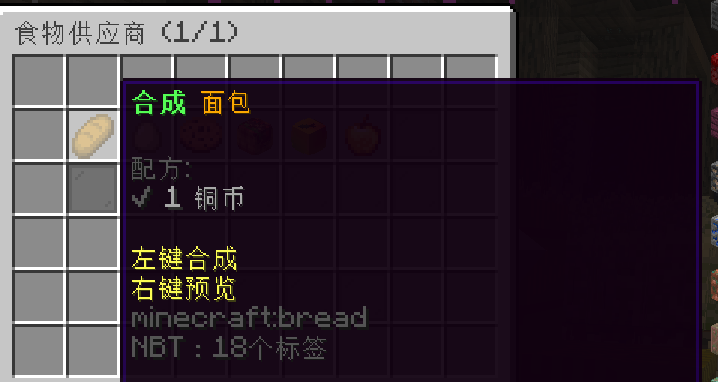 食物供应商 (1/1)
合成 面包
配方:
✓ 1 铜币
左键合成
右键预览
minecraft:bread
NBT : 18个标签